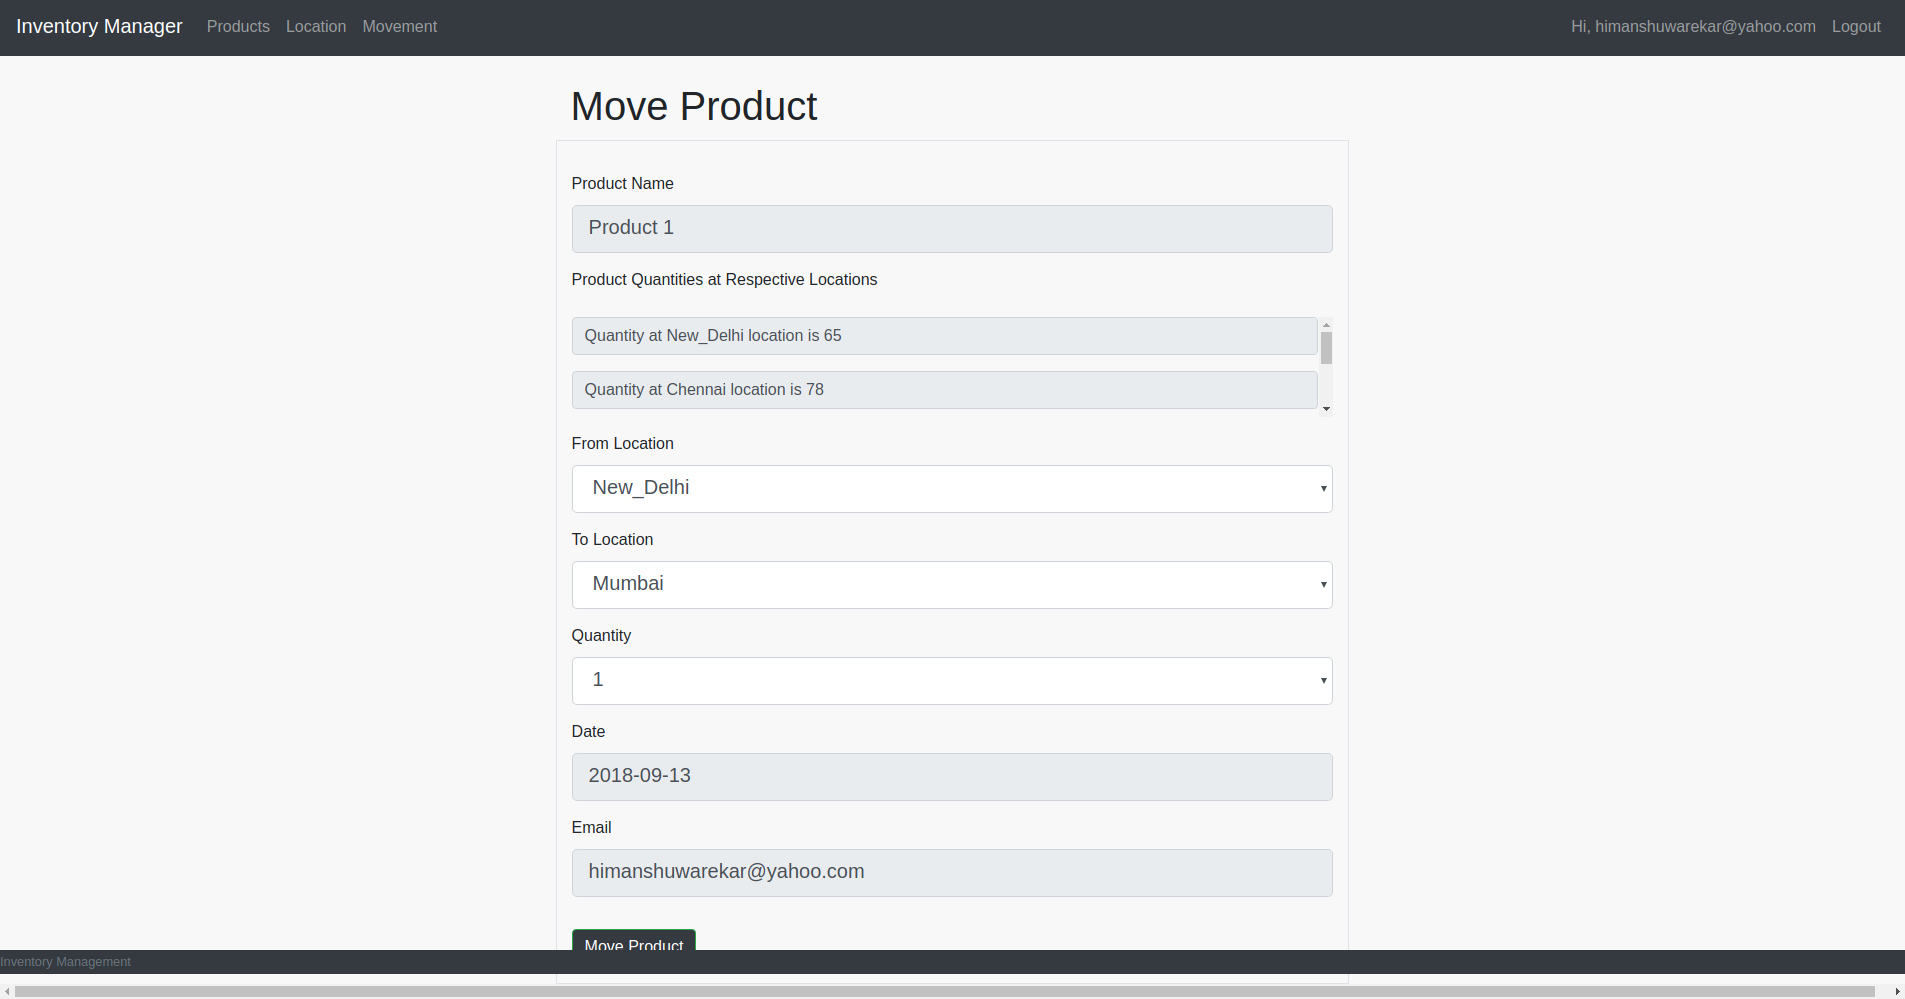 Inventory Manager Products Location Movement Hi, himanshuwarekar@yahoo.com Logout
Move Product
Product Name
Product 1
Product Quantities at Respective Locations
Quantity at New_Delhi location is 65
Quantity at Chennai location is 78
From Location
New_Delhi
To Location
Mumbai
Quantity
1
Date
2018-09-13
Email
himanshuwarekar@yahoo.com
Move Product
Inventory Management